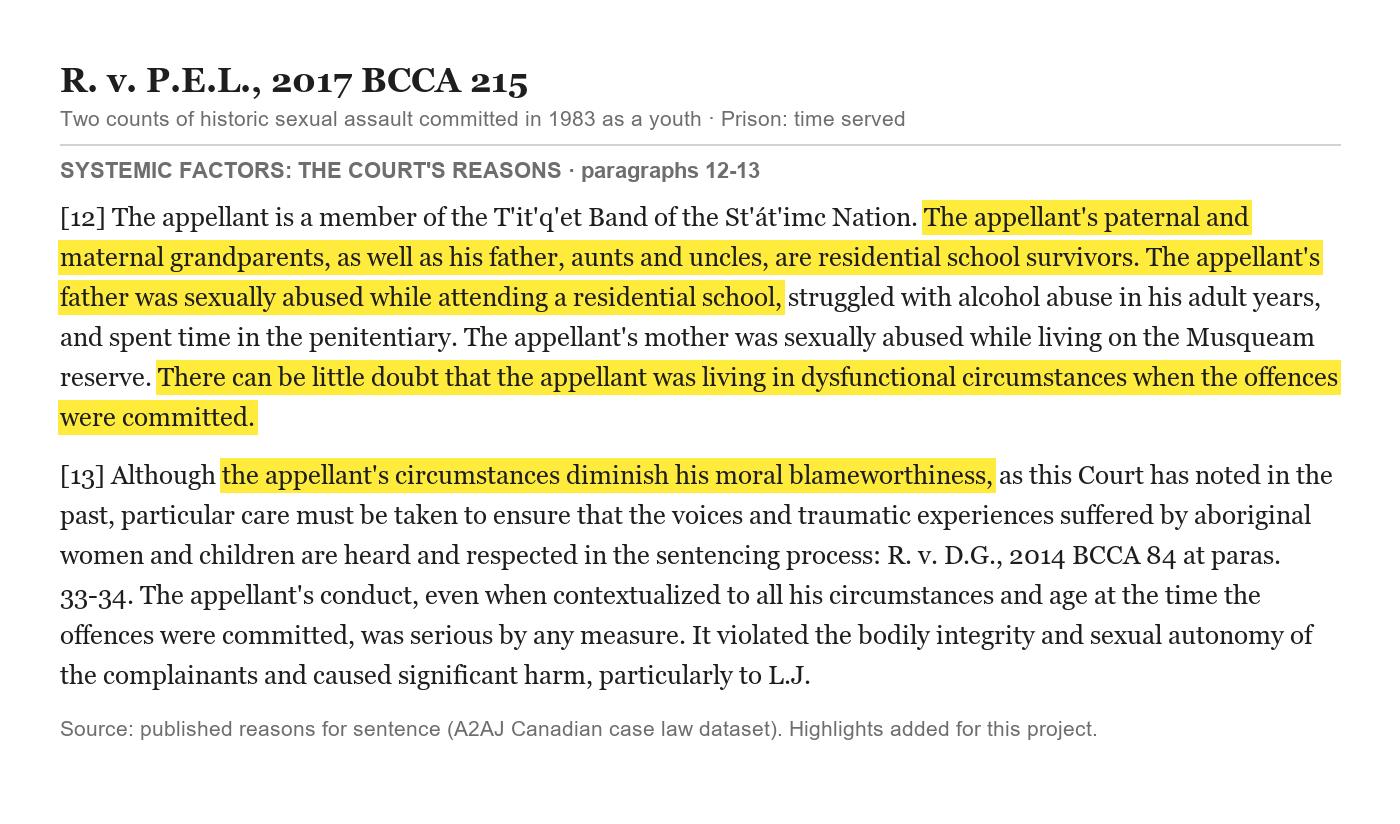 R. v. P.E.L., 2017 BCCA 215
Two counts of historic sexual assault committed in 1983 as a youth · Prison: time served
SYSTEMIC FACTORS: THE COURT'S REASONS · paragraphs 12-13
[12] The appellant is a member of the T'it'q'et Band of the St'át'imc Nation. The appellant's paternal and
maternal grandparents, as well as his father, aunts and uncles, are residential school survivors. The appellant's
father was sexually abused while attending a residential school, struggled with alcohol abuse in his adult years,
and spent time in the penitentiary. The appellant's mother was sexually abused while living on the Musqueam
reserve. There can be little doubt that the appellant was living in dysfunctional circumstances when the offences
were committed.
[13] Although the appellant's circumstances diminish his moral blameworthiness, as this Court has noted in the
past, particular care must be taken to ensure that the voices and traumatic experiences suffered by aboriginal
women and children are heard and respected in the sentencing process: R. v. D.G., 2014 BCCA 84 at paras.
33-34. The appellant's conduct, even when contextualized to all his circumstances and age at the time the
offences were committed, was serious by any measure. It violated the bodily integrity and sexual autonomy of
the complainants and caused significant harm, particularly to L.J.
Source: published reasons for sentence (A2AJ Canadian case law dataset). Highlights added for this project.